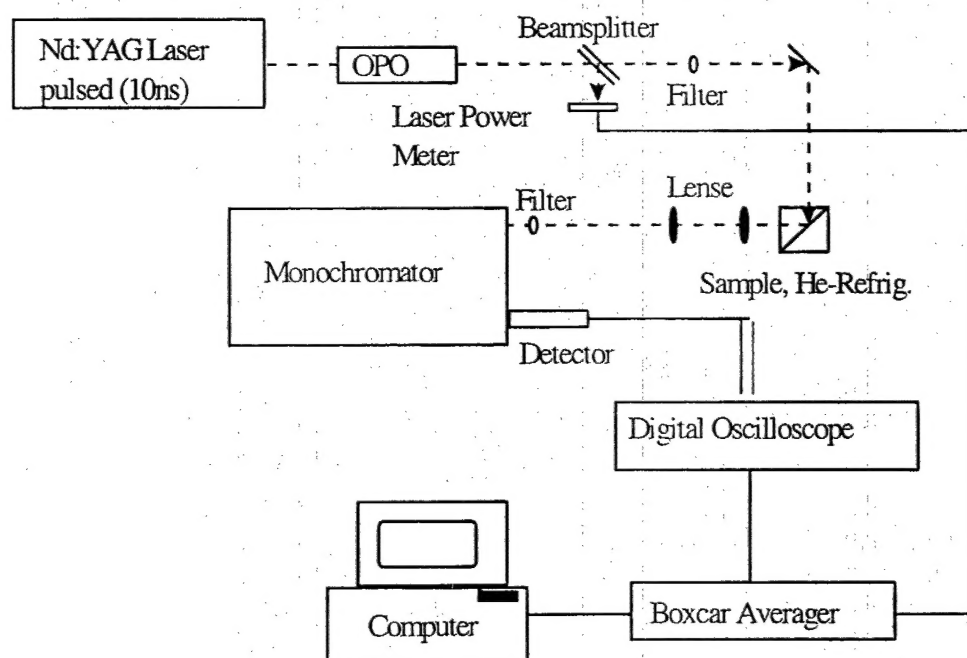 Nd:YAG Laser
pulsed (10ns)
OPO
Beamsplitter
Filter
Laser Power
Meter
Filter
Lense
Monochromator
Sample, He-Refrig.
Detector
Digital Oscilloscope
Computer
Boxcar Averager